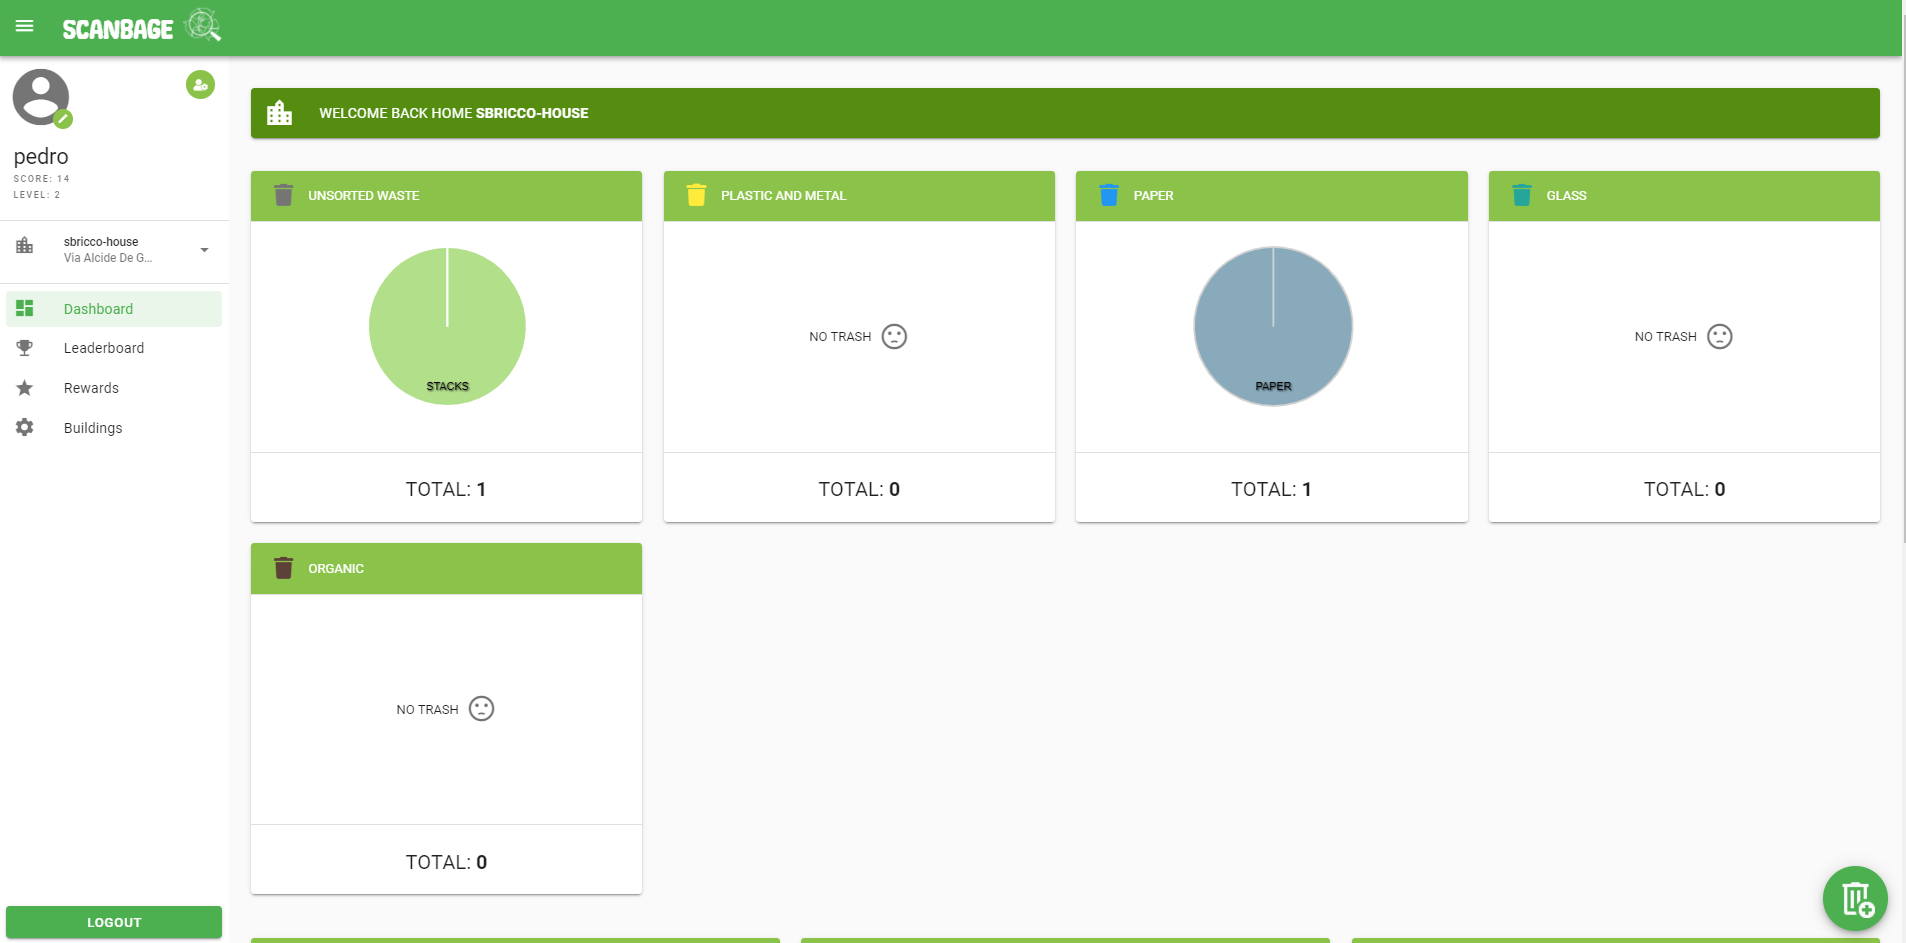 SCANBAGE
pedro
SCORE: 14
LEVEL: 2
sbricco-house
Via Alcide De G...
Dashboard
Leaderboard
Rewards
Buildings
LOGOUT
WELCOME BACK HOME SBRICCO-HOUSE
UNSORTED WASTE
STACKS
TOTAL: 1
PLASTIC AND METAL
NO TRASH
TOTAL: 0
PAPER
PAPER
TOTAL: 1
GLASS
NO TRASH
TOTAL: 0
ORGANIC
NO TRASH
TOTAL: 0